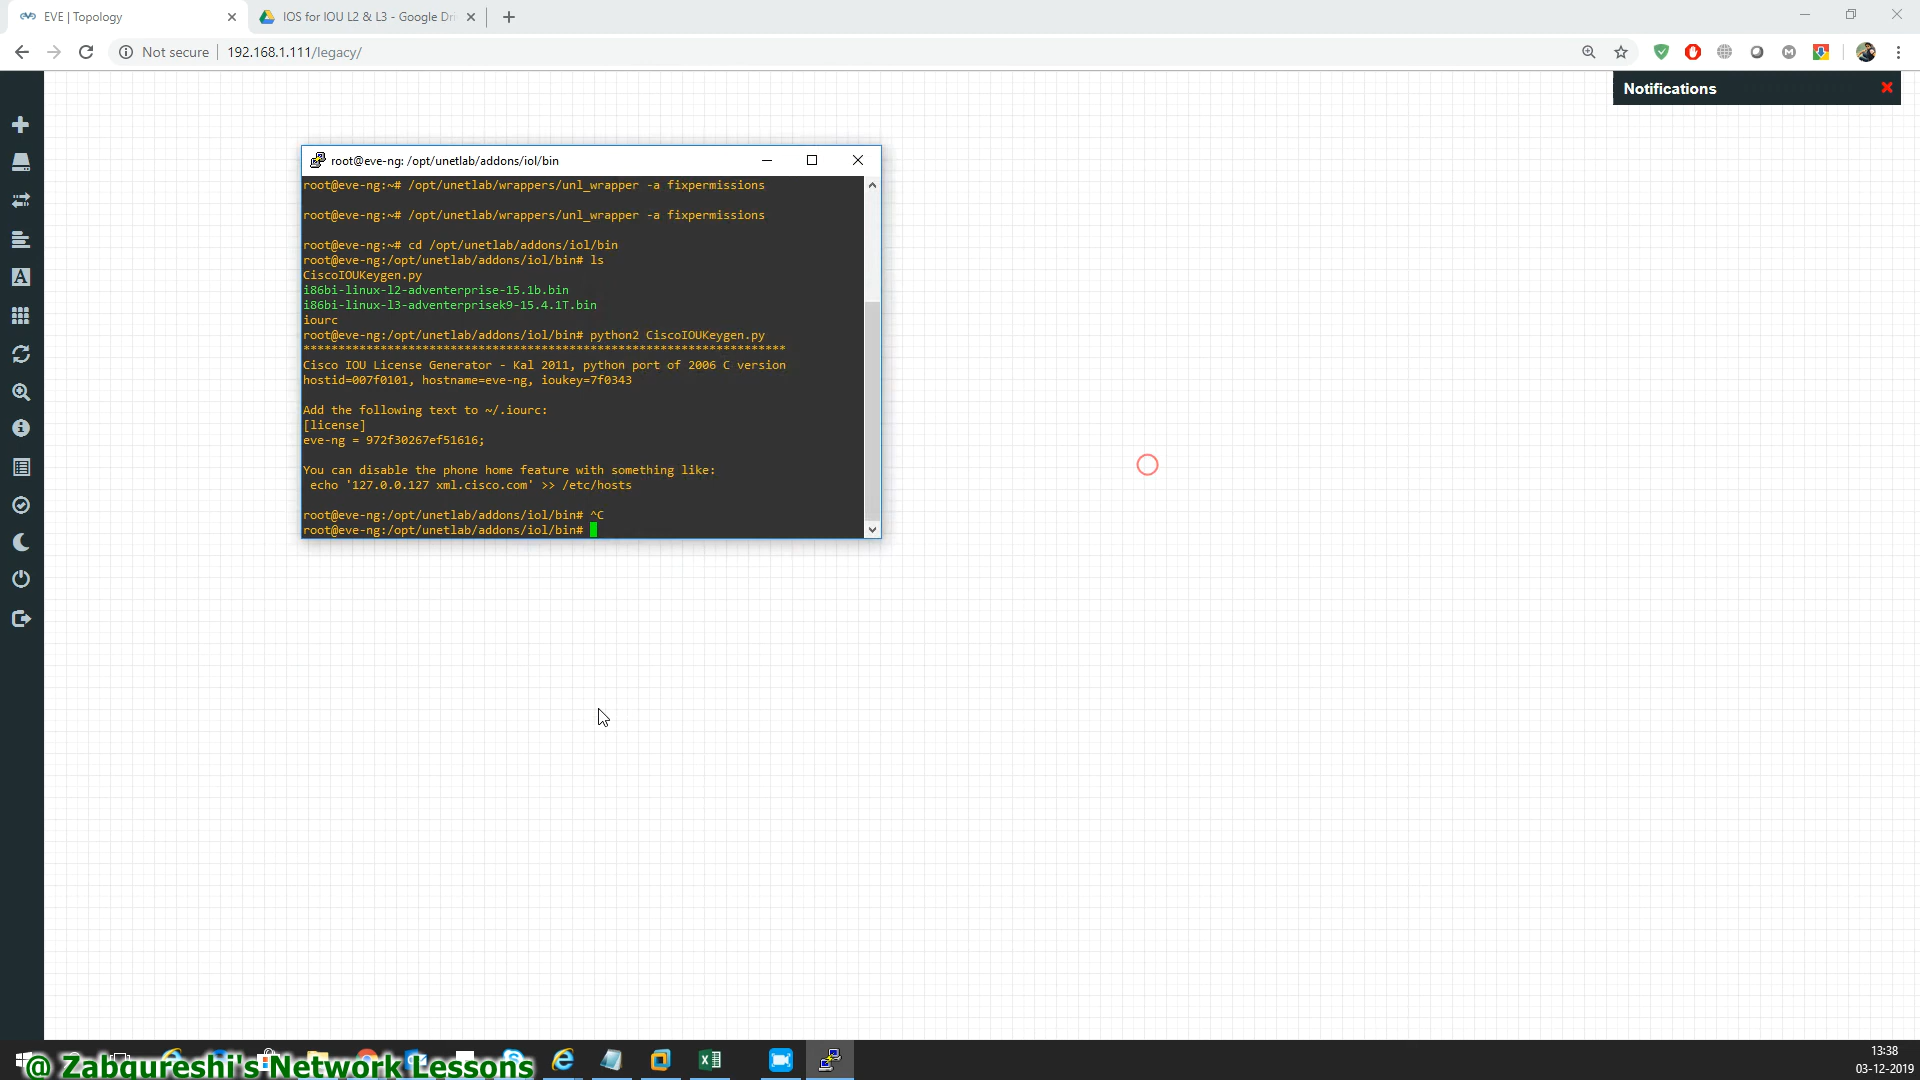 EVE | Topology
IOS for IOU L2 & L3 - Google Dri
Not secure
192.168.1.111/legacy/
Notifications
root@eve-ng: /opt/unetlab/addons/iol/bin
root@eve-ng:~# /opt/unetlab/wrappers/unl_wrapper -a fixpermissions
root@eve-ng:~# /opt/unetlab/wrappers/unl_wrapper -a fixpermissions
root@eve-ng:~# cd /opt/unetlab/addons/iol/bin
root@eve-ng:/opt/unetlab/addons/iol/bin# ls
CiscoIOUKeygen.py
i86bi-linux-l2-adventerprise-15.1b.bin
i86bi-linux-l3-adventerprisek9-15.4.1T.bin
iourc
root@eve-ng:/opt/unetlab/addons/iol/bin# python2 CiscoIOUKeygen.py
*********************************************************************
Cisco IOU License Generator - Kal 2011, python port of 2006 C version
hostid=007f0101, hostname=eve-ng, ioukey=7f0343
Add the following text to ~/.iourc:
[license]
eve-ng = 972f30267ef51616;
You can disable the phone home feature with something like:
echo '127.0.0.127 xml.cisco.com' >> /etc/hosts
root@eve-ng:/opt/unetlab/addons/iol/bin# ^C
root@eve-ng:/opt/unetlab/addons/iol/bin#
@ Zabqureshi's Network Lessons
13:38
03-12-2019